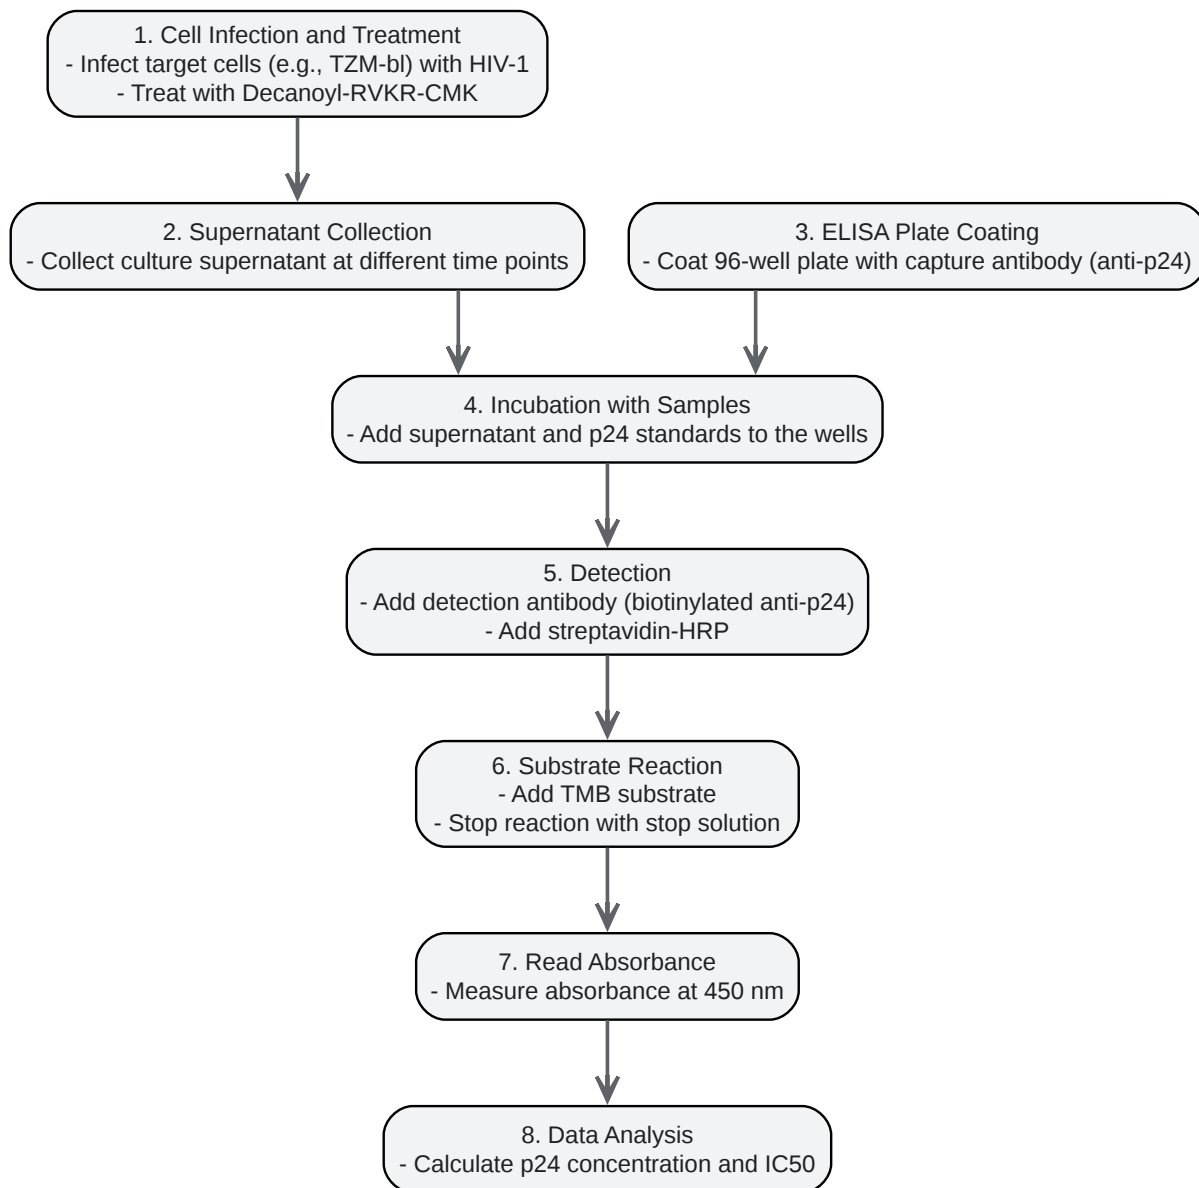 1. Cell Infection and Treatment
- Infect target cells (e.g., TZM-bl) with HIV-1
- Treat with Decanoyl-RVKR-CMK
2. Supernatant Collection
- Collect culture supernatant at different time points
3. ELISA Plate Coating
- Coat 96-well plate with capture antibody (anti-p24)
4. Incubation with Samples
- Add supernatant and p24 standards to the wells
5. Detection
- Add detection antibody (biotinylated anti-p24)
- Add streptavidin-HRP
6. Substrate Reaction
- Add TMB substrate
- Stop reaction with stop solution
7. Read Absorbance
- Measure absorbance at 450 nm
8. Data Analysis
- Calculate p24 concentration and IC50